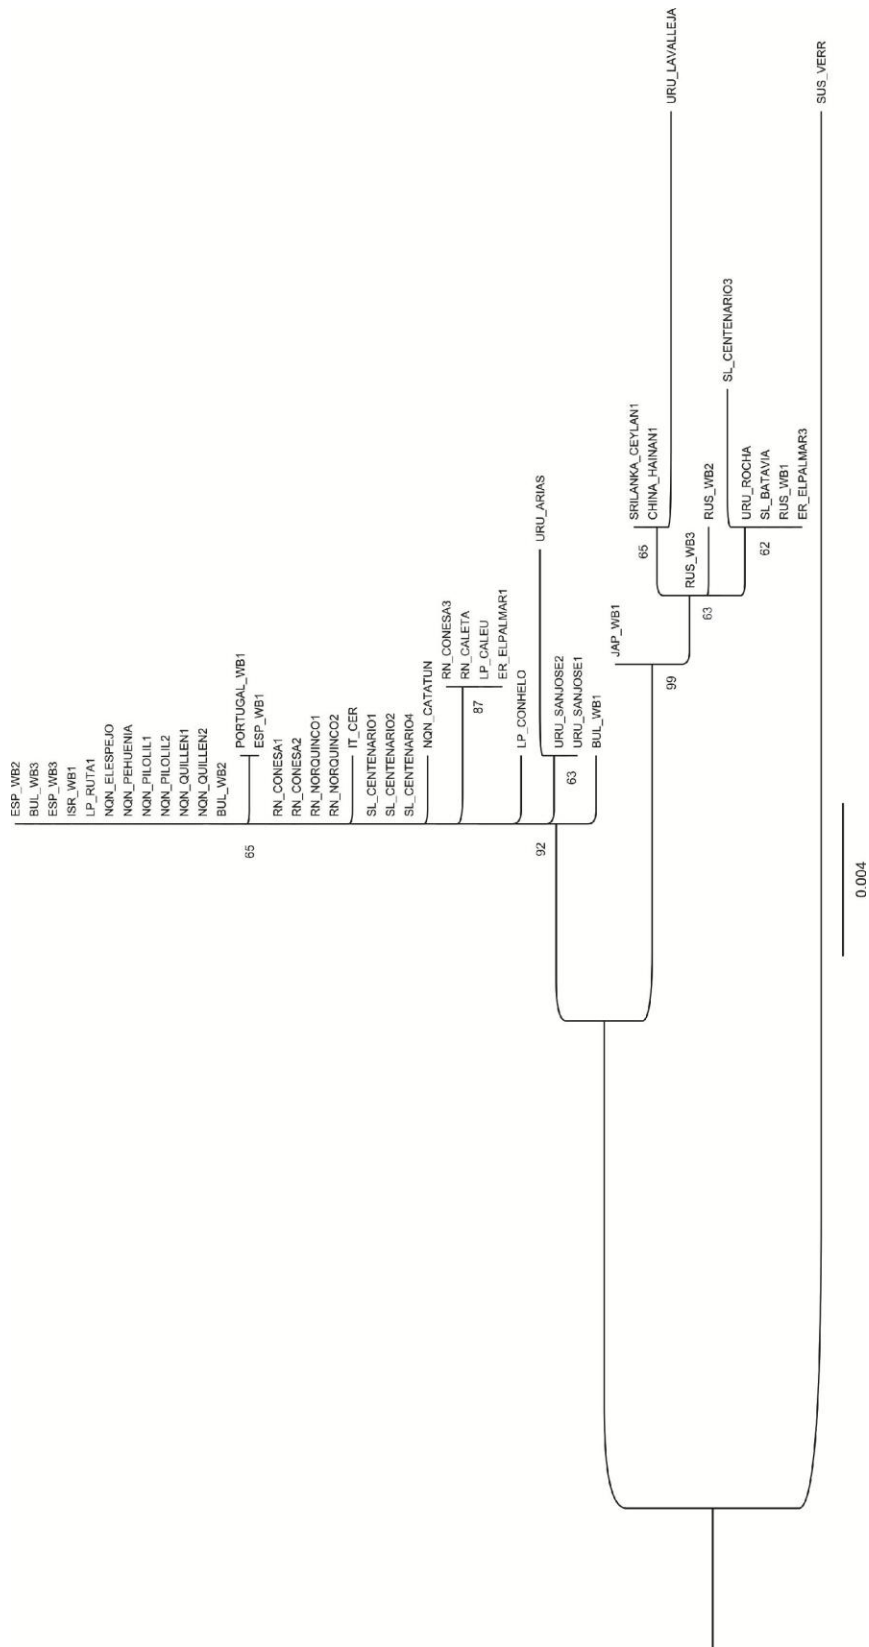 ESP_WB2
BUL_WB3
ESP_WB3
ISR_WB1
LP_RUTA1
NQN_ELESPEJO
NQN_PEHUENIA
NQN_PILOLIL1
NQN_PILOLIL2
NQN_QUILLEN1
NQN_QUILLEN2
BUL_WB2
PORTUGAL_WB1
ESP_WB1
65
RN_CONESA1
RN_CONESA2
RN_NORQUINCO1
RN_NORQUINCO2
IT_CER
SL_CENTENARIO1
SL_CENTENARIO2
SL_CENTENARIO4
NQN_CATATUN
RN_CONESA3
RN_CALETA
LP_CALEU
ER_ELPALMAR1
87
LP_CONHELO
URU_ARIAS
92
URU_SANJOSE2
URU_SANJOSE1
63
BUL_WB1
JAP_WB1
SRILANKA_CEYLAN1
CHINA_HAINAN1
65
URU_LAVALLEJA
99
RUS_WB3
RUS_WB2
63
SL_CENTENARIO3
URU_ROCHA
SL_BATAVIA
RUS_WB1
ER_ELPALMAR3
62
SUS_VERR
0.004